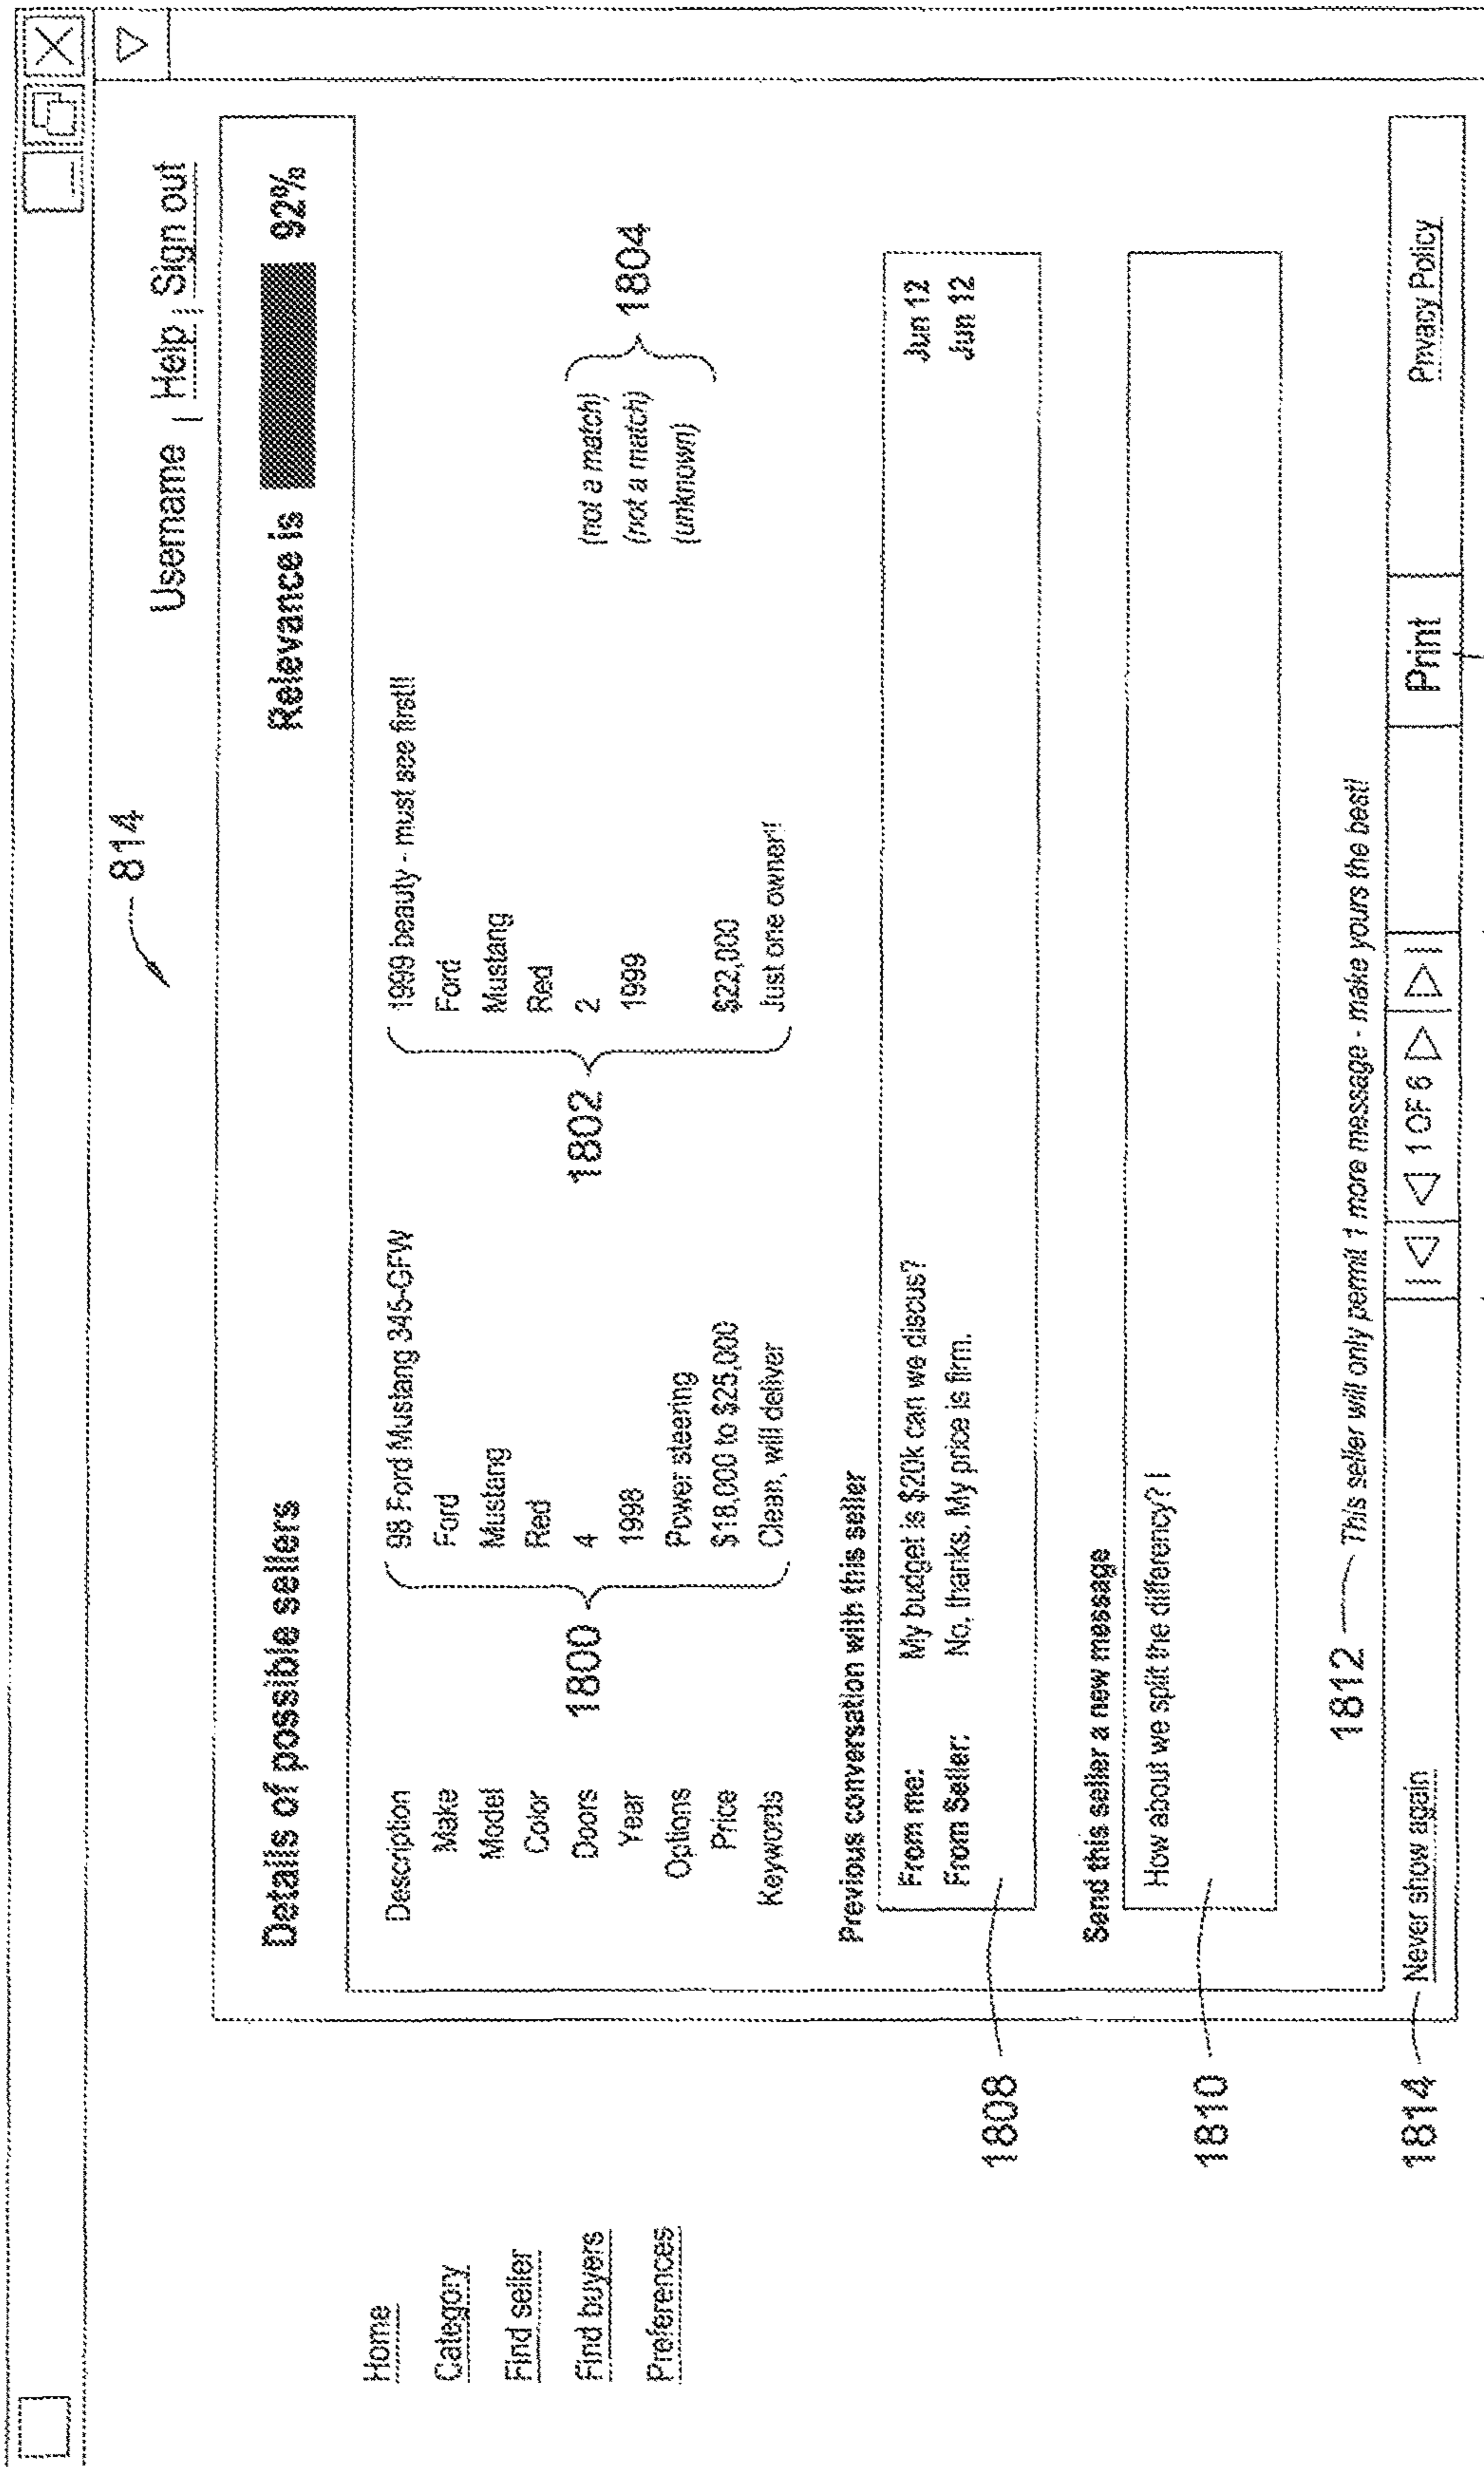 814
Username | Help | Sign out
Home
Category
Find seller
Find buyers
Preferences
Details of possible sellers Relevance is 92%
Description 98 Ford Mustang 345-GFW 1999 beauty - must see first!!
Make Ford Ford
Model Mustang Mustang
Color Red Red
Doors 4 2 (not a match)
Year 1998 1999 (not a match)
Options Power steering (unknown)
Price $18,000 to $25,000 $22,000
Keywords Clean, will deliver Just one owner!!
1800 1802 1804
Previous conversation with this seller
From me: My budget is $20k can we discus? Jun 12
From Seller: No, thanks. My price is firm. Jun 12
1808
Send this seller a new message
How about we split the differency? |
1810
1812 This seller will only permit 1 more message - make yours the best!
1814 Never show again 1 OF 6 Print Privacy Policy